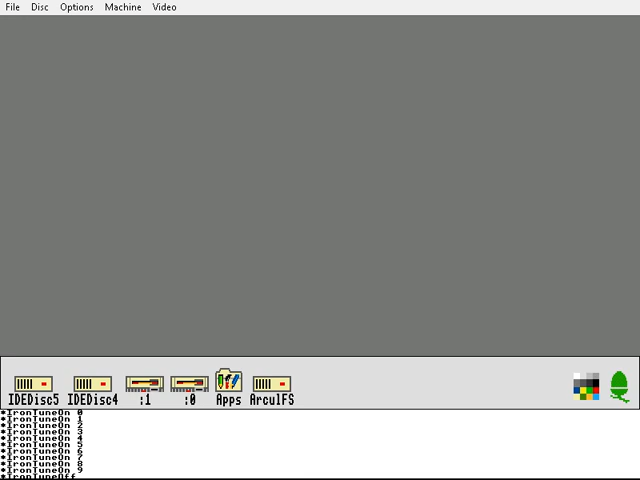 File Disc Options Machine Video
IDEDisc5 IDEDisc4 :1 :0 Apps ArculFS
*IronTuneOn 0
*IronTuneOn 1
*IronTuneOn 2
*IronTuneOn 3
*IronTuneOn 4
*IronTuneOn 5
*IronTuneOn 6
*IronTuneOn 7
*IronTuneOn 8
*IronTuneOn 9
*IronTuneOff